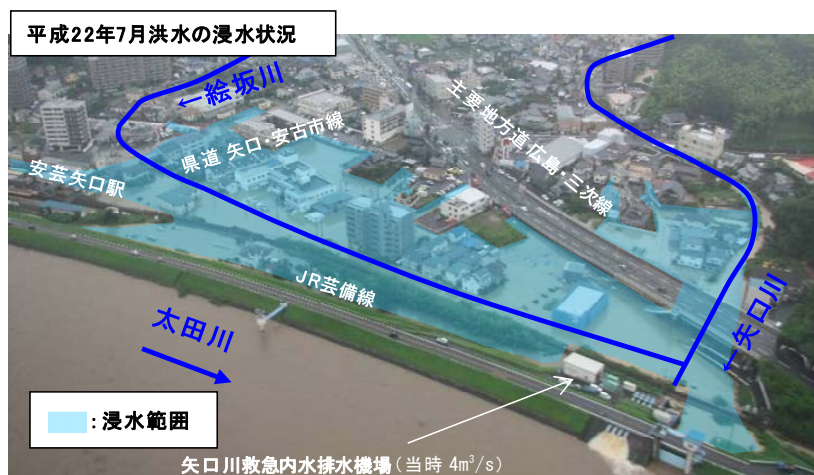 平成22年7月洪水の浸水状況
←絵坂川
主要地方道広島・三次線
県道 矢口・安古市線
安芸矢口駅
JR芸備線
太田川
←矢口川
：浸水範囲
矢口川救急内水排水機場（当時 4m³/s）